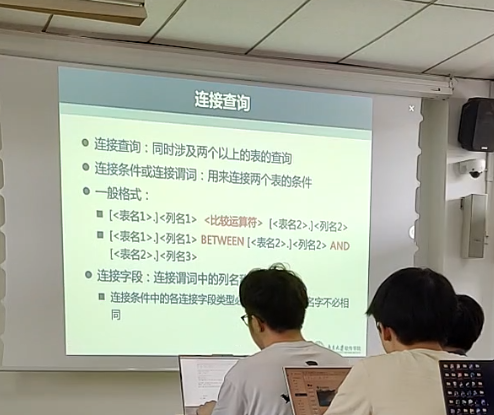 连接查询
连接查询：同时涉及两个以上的表的查询
连接条件或连接谓词：用来连接两个表的条件
一般格式：
[<表名1>.]<列名1> <比较运算符> [<表名2>.]<列名2>
[<表名1>.]<列名1> BETWEEN [<表名2>.]<列名2> AND
[<表名2>.]<列名3>
连接字段：连接谓词中的列名
连接条件中的各连接字段类型 名字不必相
同